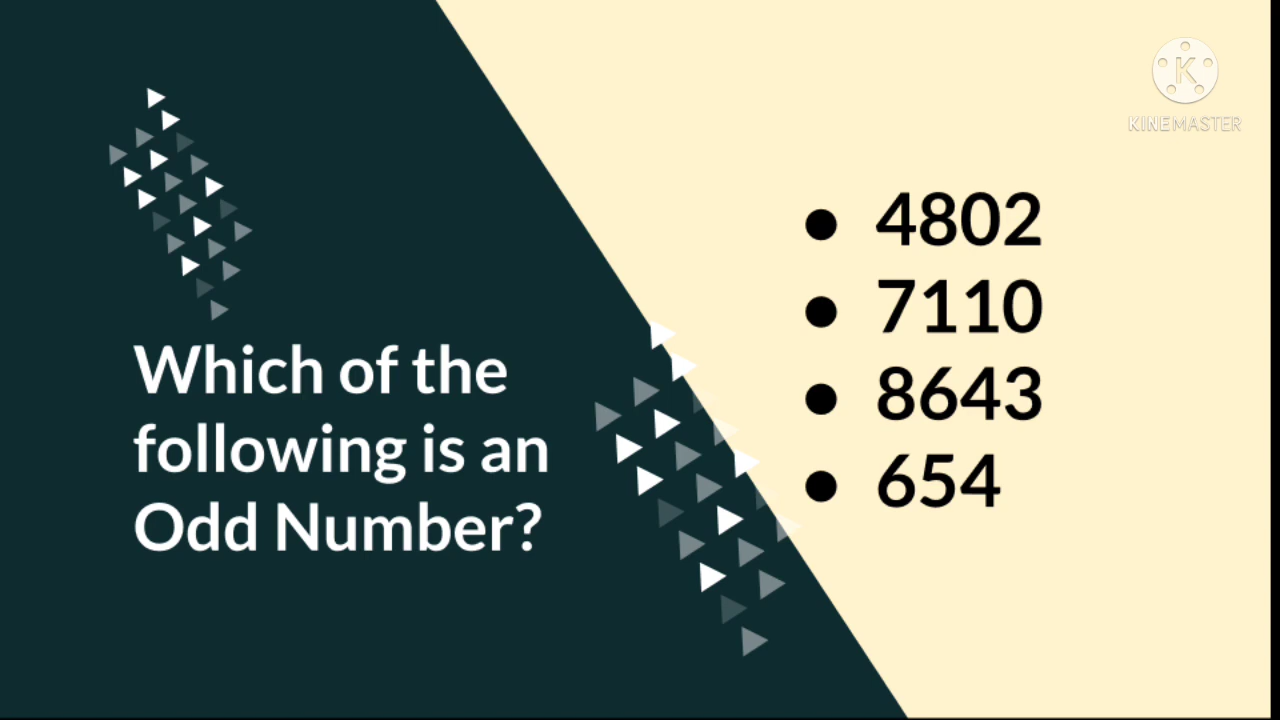 K
KINEMASTER
Which of the
following is an
Odd Number?
● 4802
● 7110
● 8643
● 654